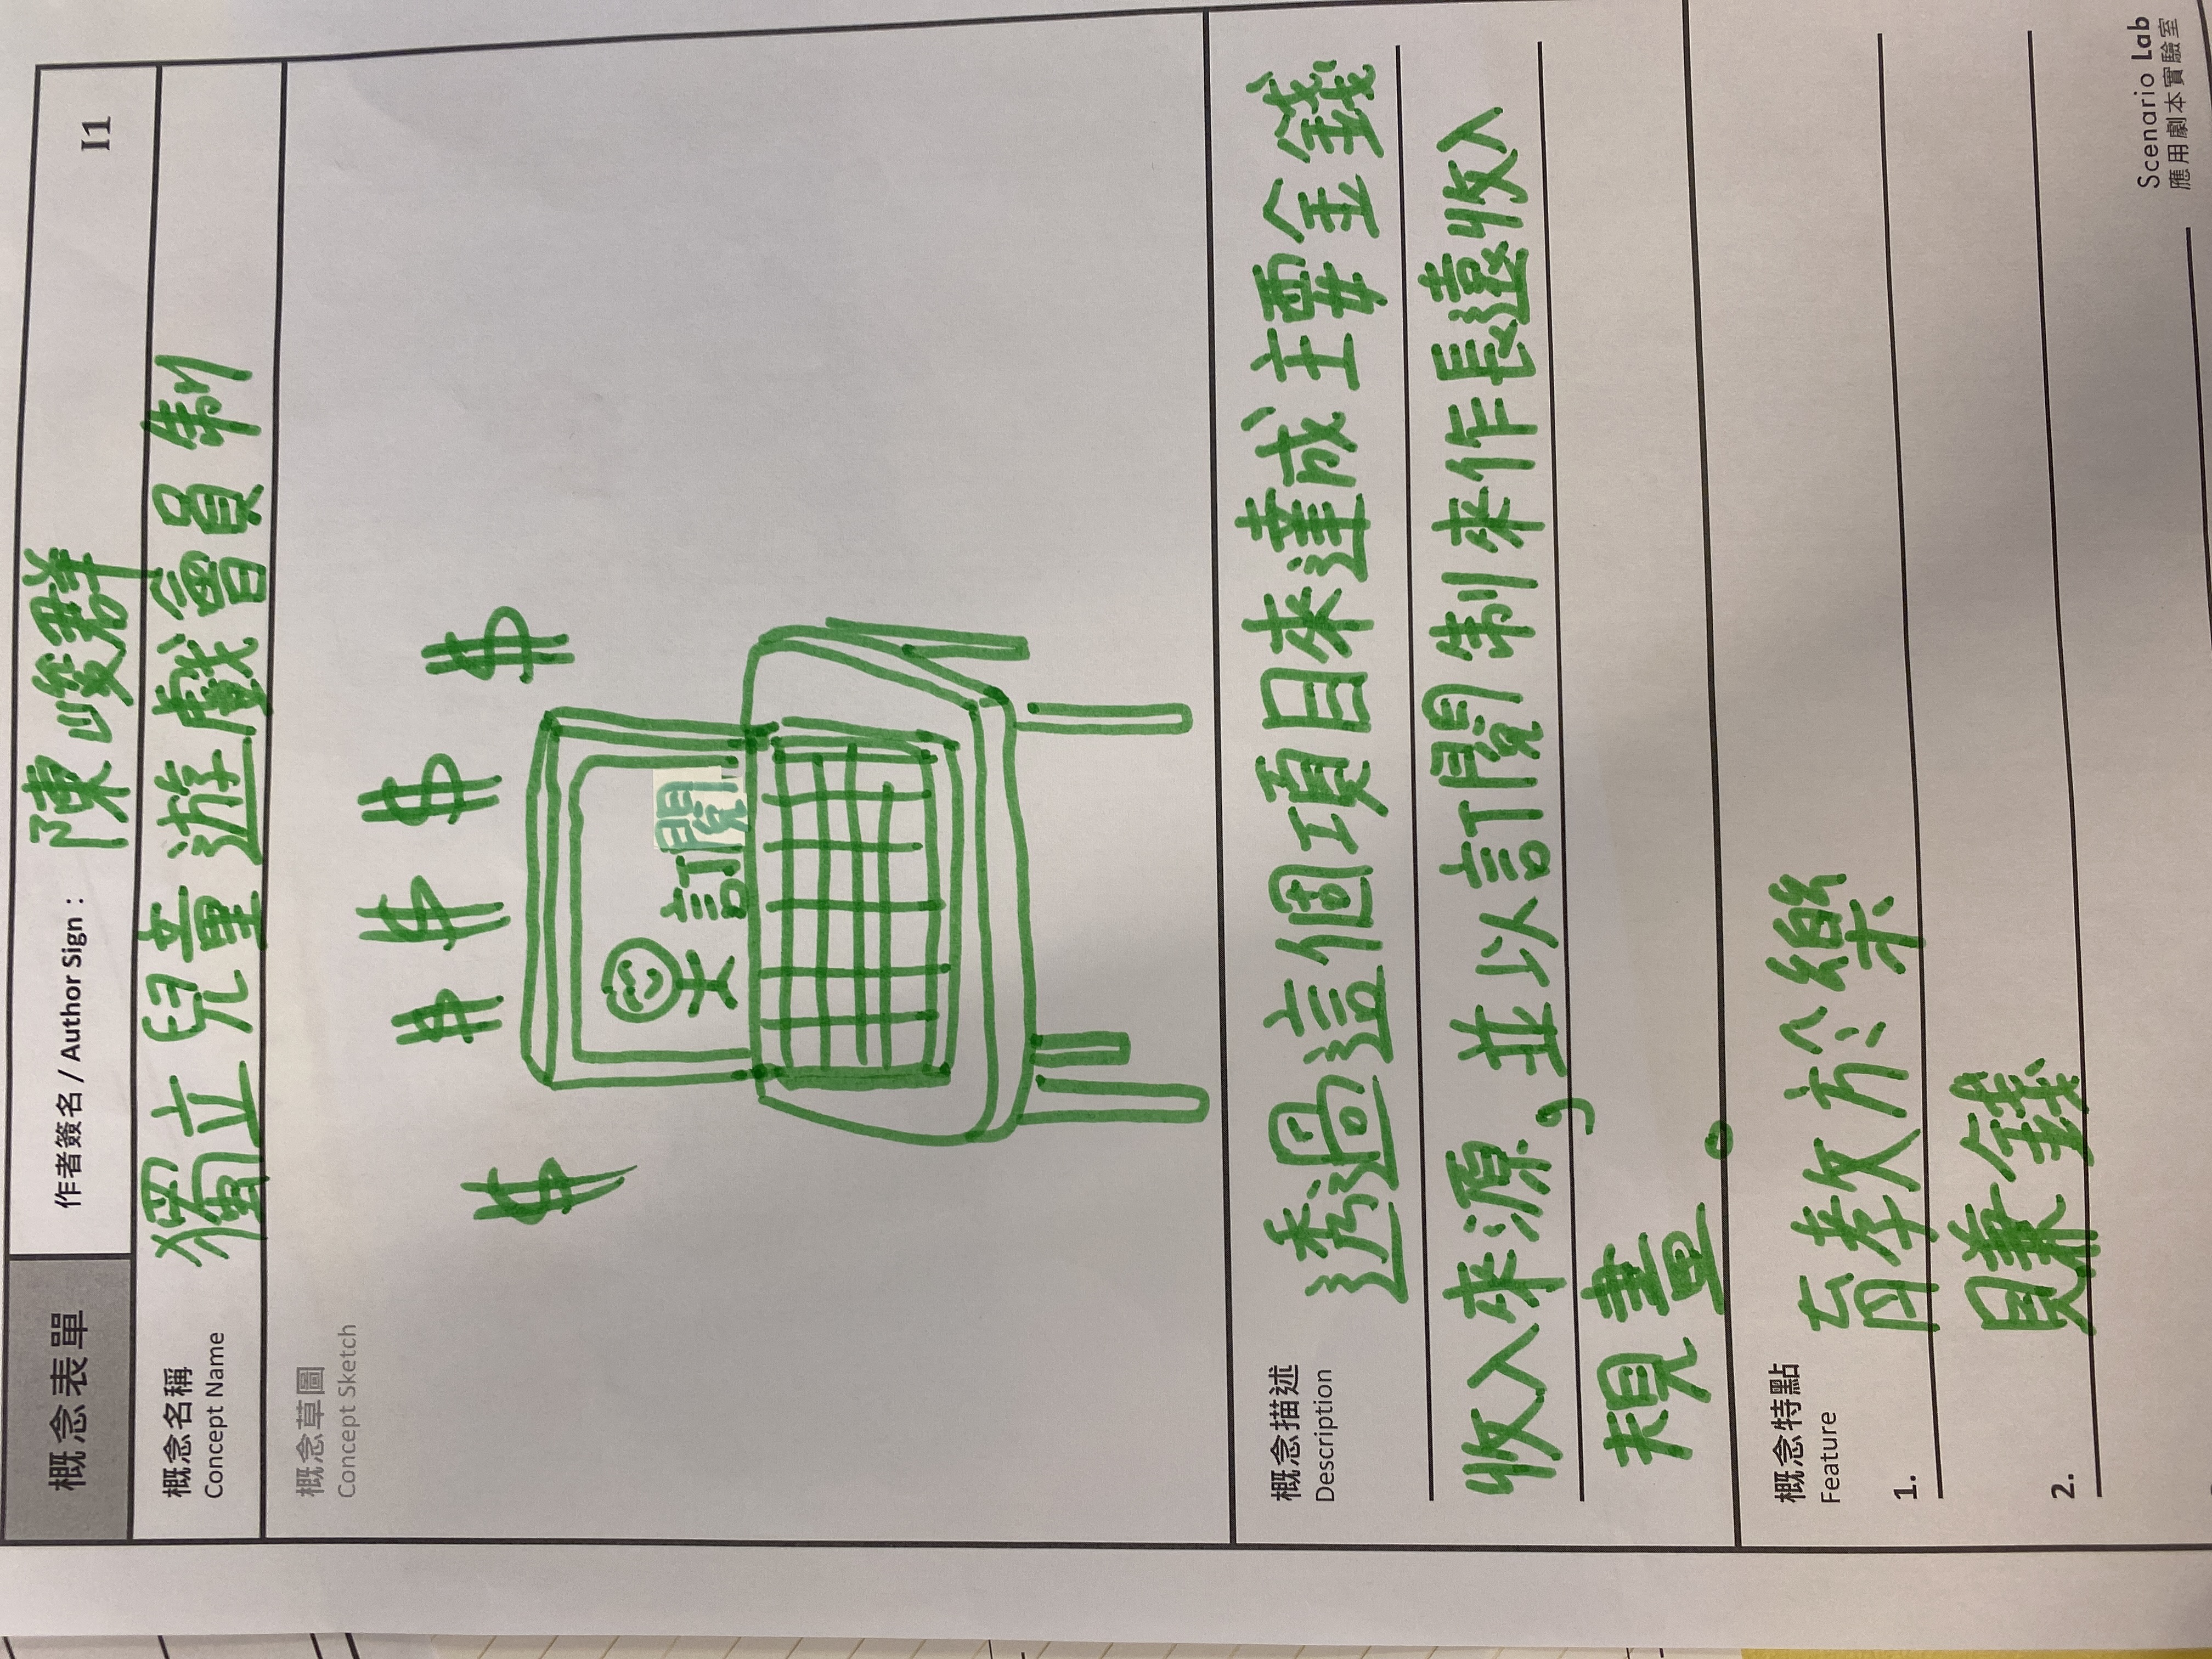 概念表單
作者簽名 / Author Sign： 陳峻群
I1
概念名稱 獨立兒童遊戲會員制
Concept Name
概念草圖
Concept Sketch
$ $ $ $ $
訂閱
概念描述 透過這個項目來達成主要金錢
Description
收入來源，並以訂閱制來作長遠收入
規畫。
概念特點
Feature
1. 育教於樂
2. 賺錢
Scenario Lab
應用劇本實驗室